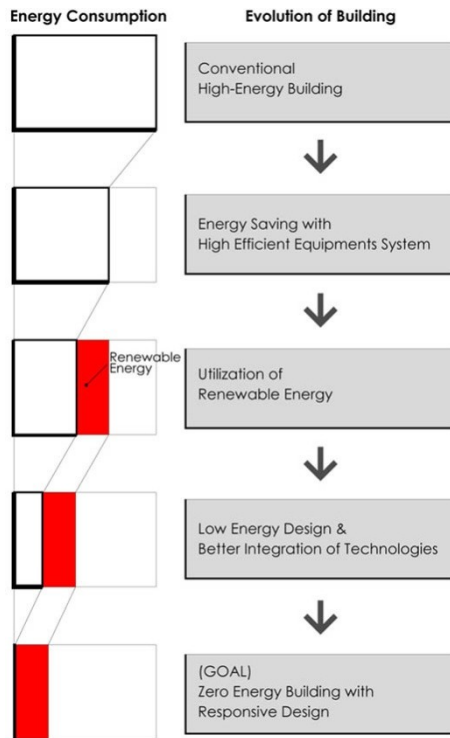 Energy Consumption
Evolution of Building
Conventional
High-Energy Building
Energy Saving with
High Efficient Equipments System
Renewable
Energy
Utilization of
Renewable Energy
Low Energy Design &
Better Integration of Technologies
(GOAL)
Zero Energy Building with
Responsive Design